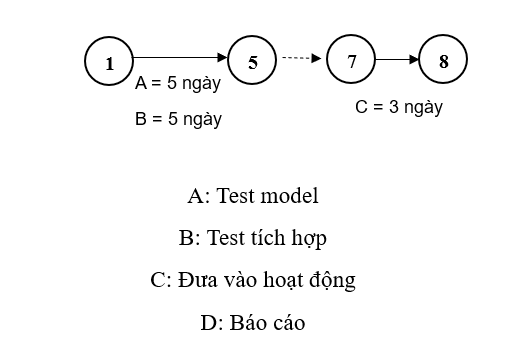 1 5 7 8
A = 5 ngày
B = 5 ngày
C = 3 ngày
A: Test model
B: Test tích hợp
C: Đưa vào hoạt động
D: Báo cáo